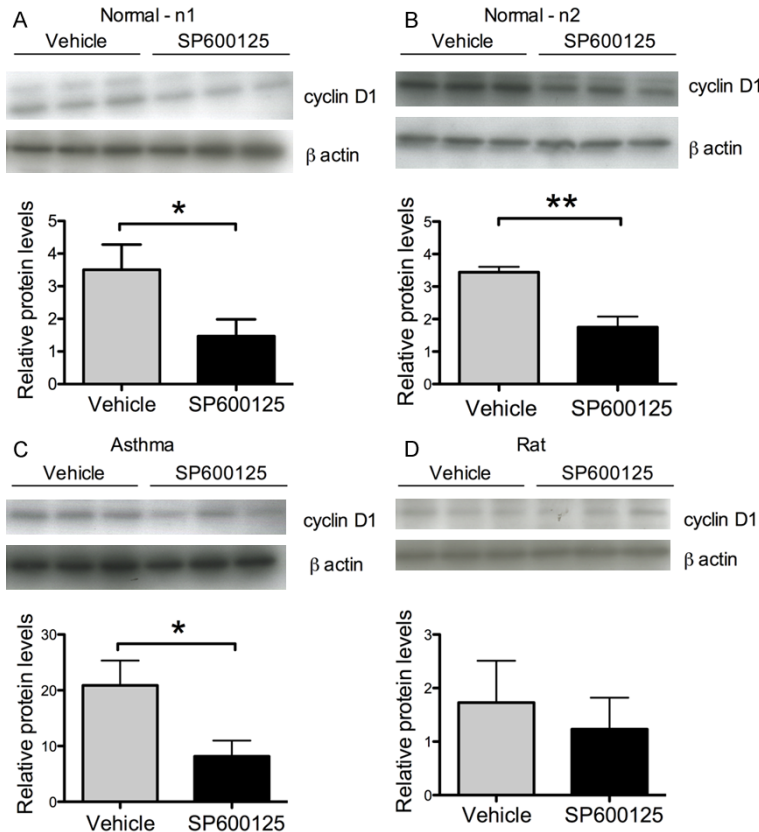 A
Normal - n1
Vehicle SP600125
cyclin D1
β actin
Relative protein levels
5
4
3
2
1
0
*
Vehicle SP600125
B
Normal - n2
Vehicle SP600125
cyclin D1
β actin
Relative protein levels
5
4
3
2
1
0
**
Vehicle SP600125
C
Asthma
Vehicle SP600125
cyclin D1
β actin
Relative protein levels
30
20
10
0
*
Vehicle SP600125
D
Rat
Vehicle SP600125
cyclin D1
β actin
Relative protein levels
3
2
1
0
Vehicle SP600125